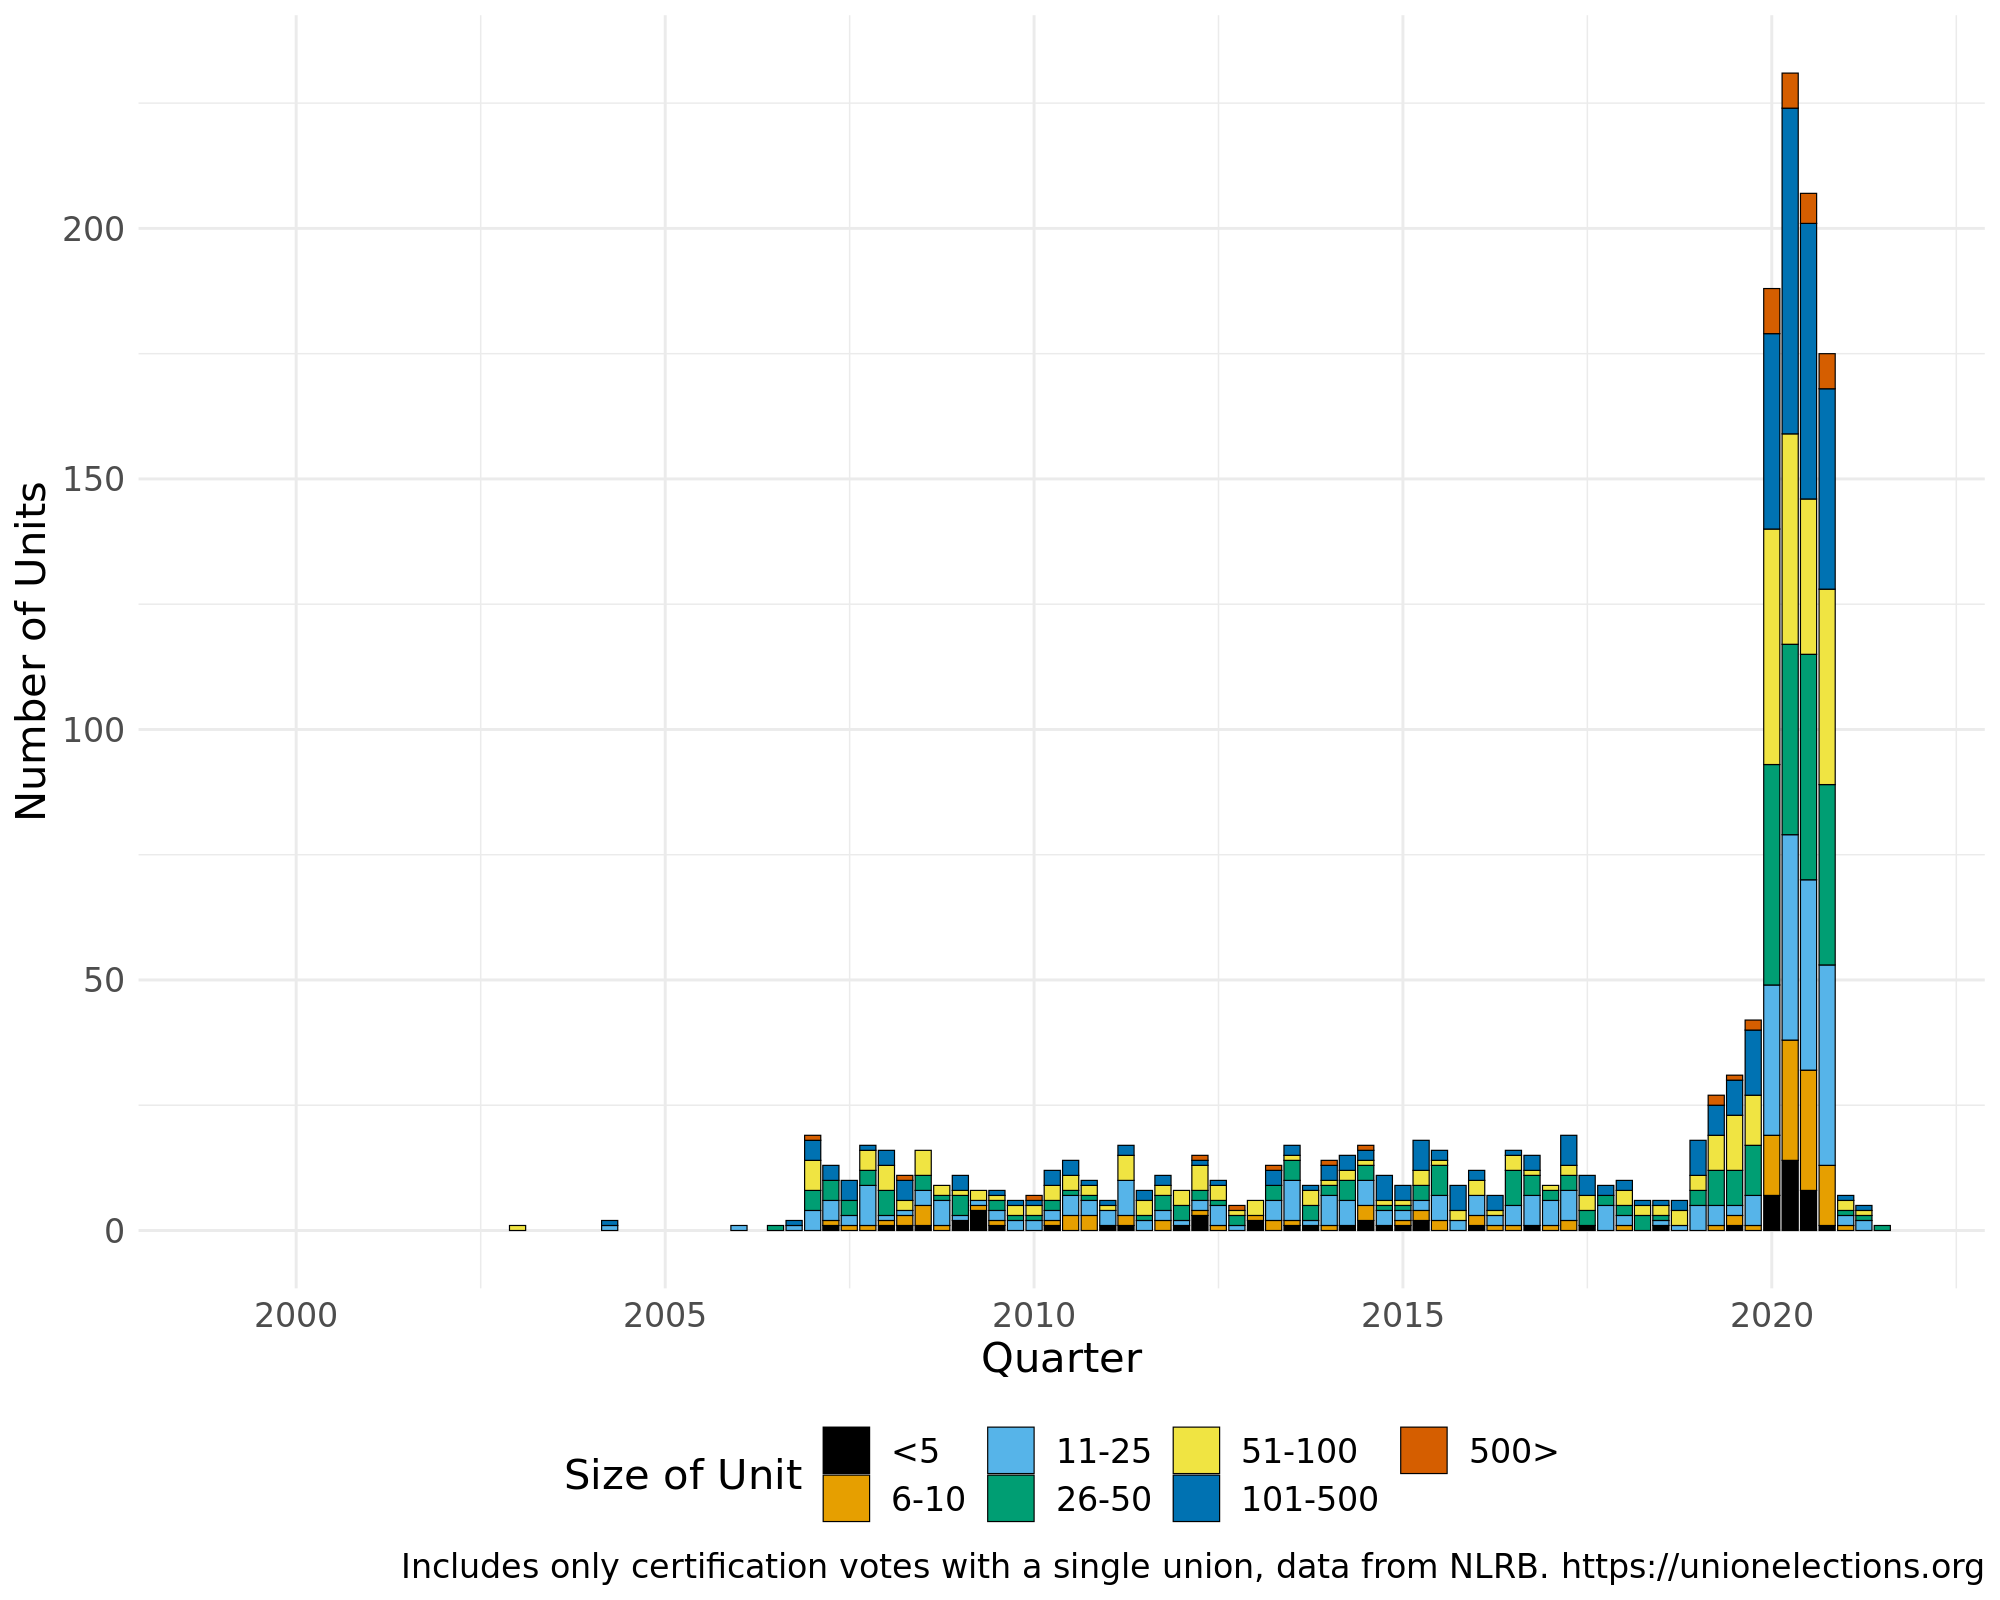 200
150
100
50
0
Number of Units
2000 2005 2010 2015 2020
Quarter
Size of Unit
<5 11-25 51-100 500>
6-10 26-50 101-500
Includes only certification votes with a single union, data from NLRB. https://unionelections.org